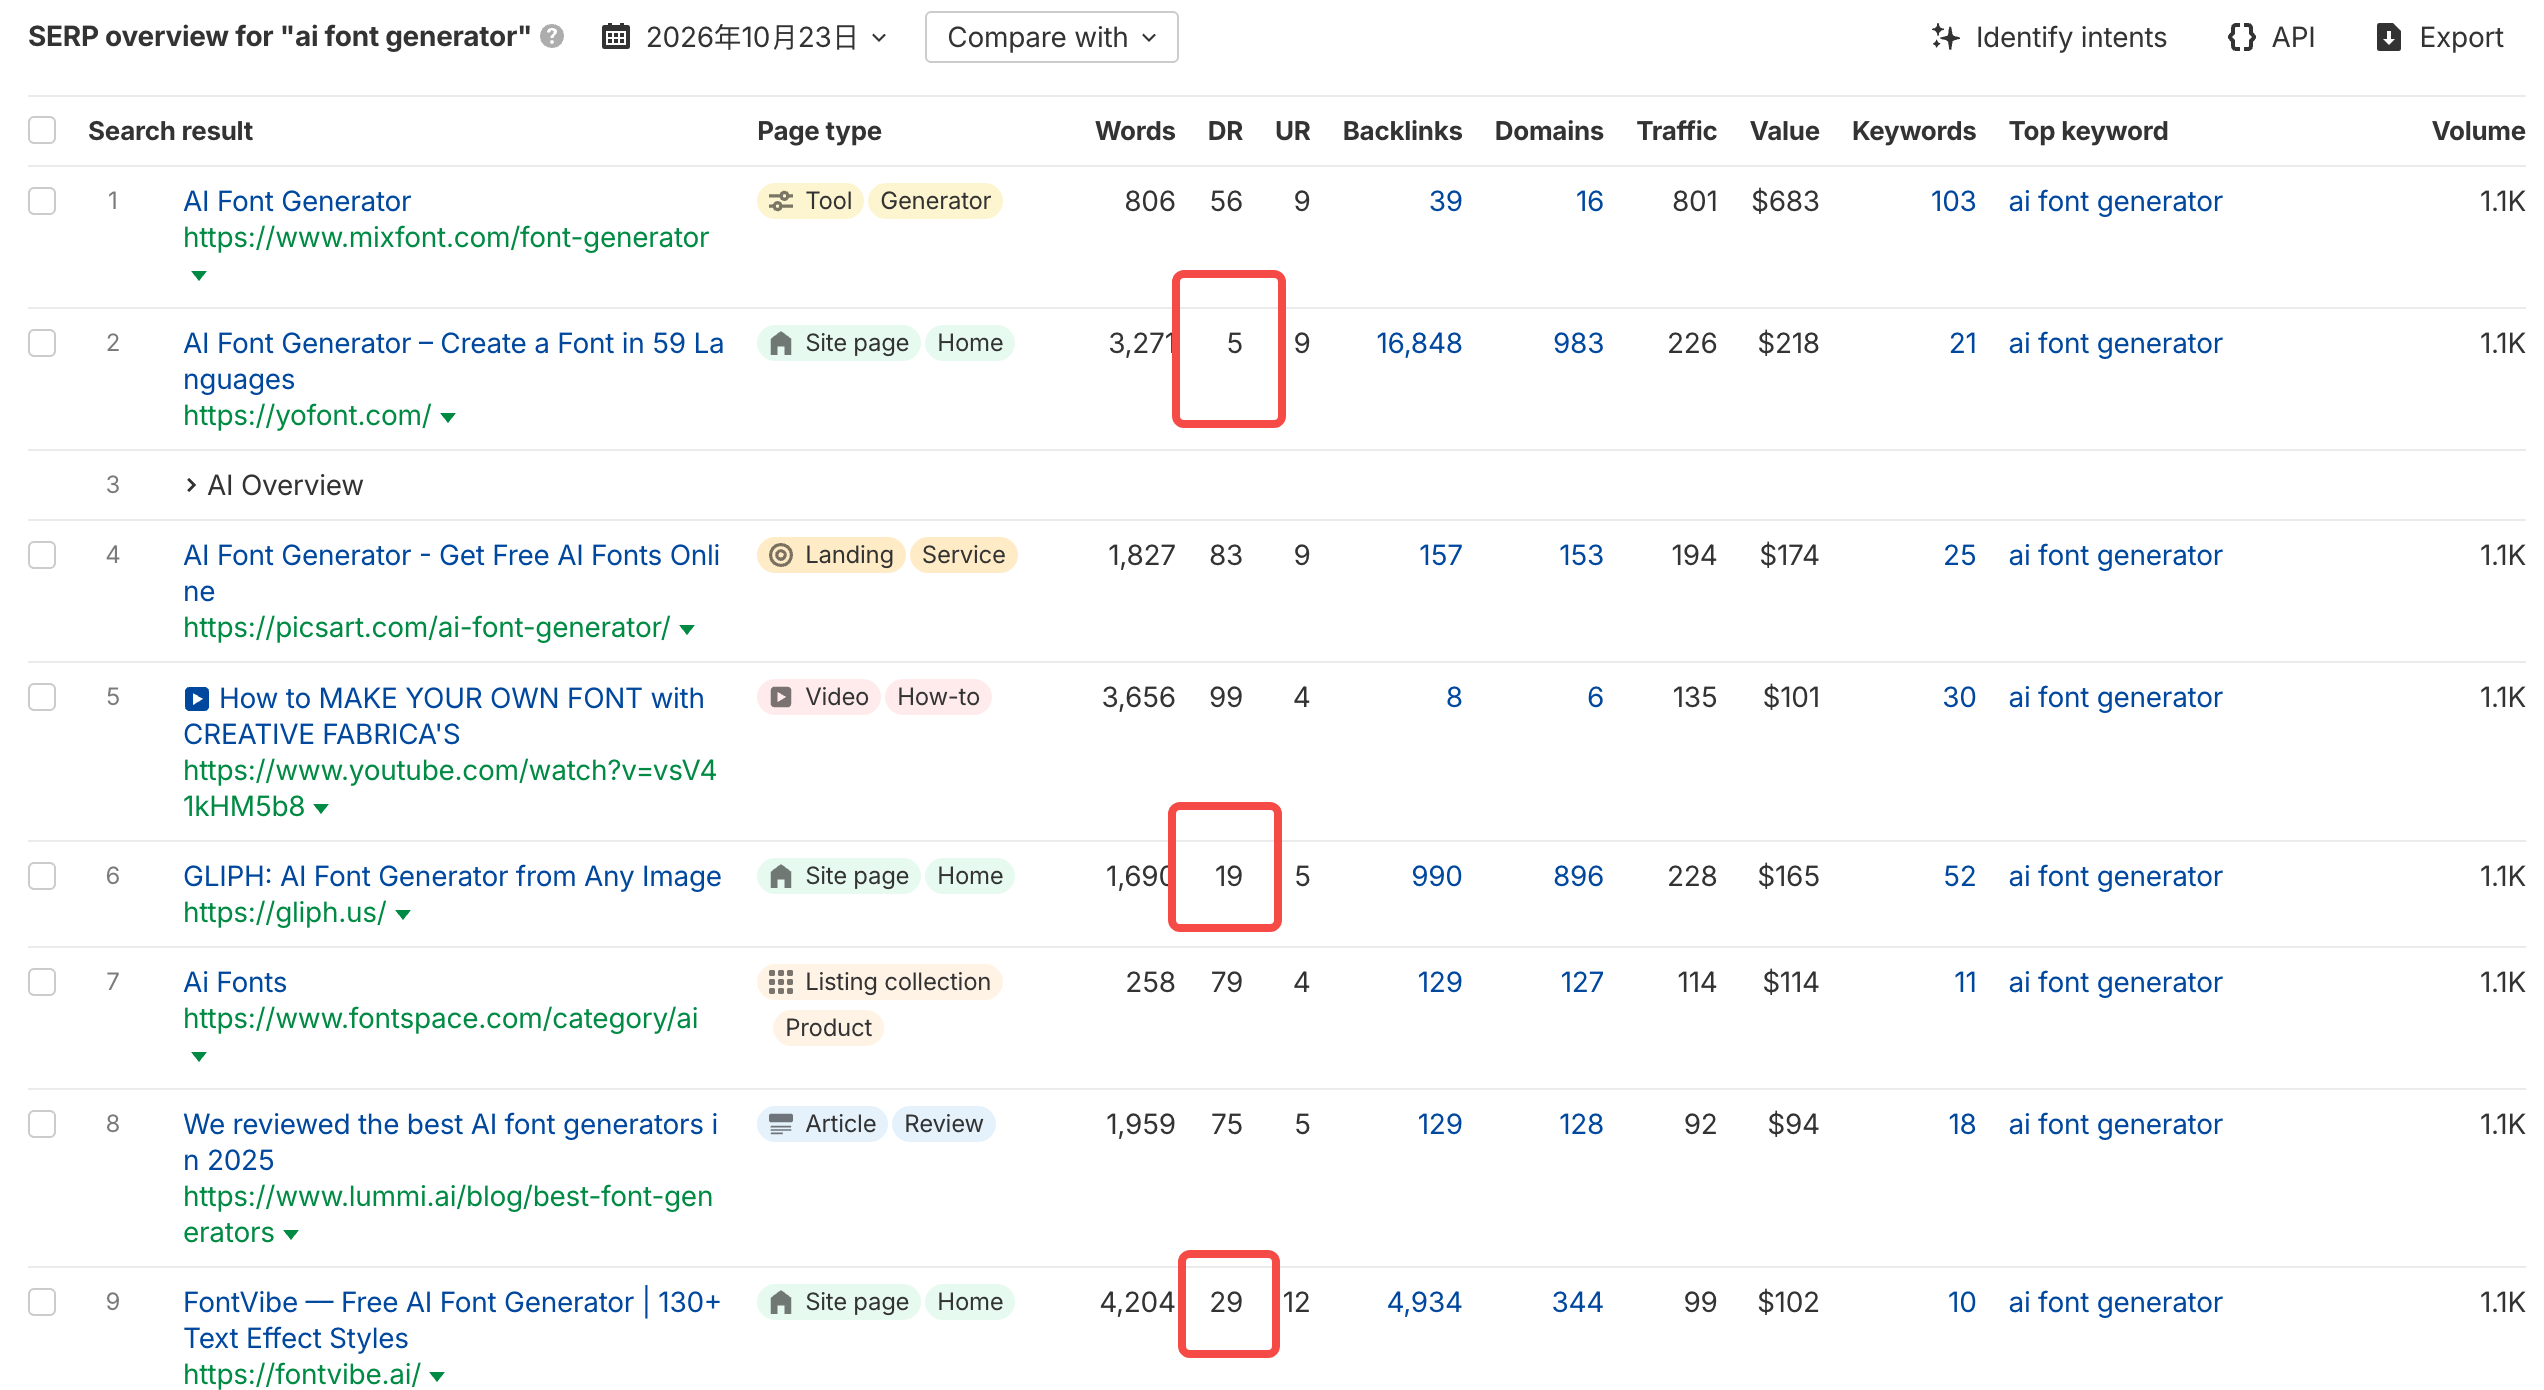 SERP overview for "ai font generator" ? 2026年10月23日 Compare with Identify intents API Export
Search result Page type Words DR UR Backlinks Domains Traffic Value Keywords Top keyword Volume
1 AI Font Generator Tool Generator 806 56 9 39 16 801 $683 103 ai font generator 1.1K
https://www.mixfont.com/font-generator
2 AI Font Generator – Create a Font in 59 La Site page Home 3,271 5 9 16,848 983 226 $218 21 ai font generator 1.1K
nguages
https://yofont.com/
3 AI Overview
4 AI Font Generator - Get Free AI Fonts Onli Landing Service 1,827 83 9 157 153 194 $174 25 ai font generator 1.1K
ne
https://picsart.com/ai-font-generator/
5 How to MAKE YOUR OWN FONT with Video How-to 3,656 99 4 8 6 135 $101 30 ai font generator 1.1K
CREATIVE FABRICA'S
https://www.youtube.com/watch?v=vsV4
1kHM5b8
6 GLIPH: AI Font Generator from Any Image Site page Home 1,690 19 5 990 896 228 $165 52 ai font generator 1.1K
https://gliph.us/
7 Ai Fonts Listing collection 258 79 4 129 127 114 $114 11 ai font generator 1.1K
https://www.fontspace.com/category/ai Product
8 We reviewed the best AI font generators i Article Review 1,959 75 5 129 128 92 $94 18 ai font generator 1.1K
n 2025
https://www.lummi.ai/blog/best-font-gen
erators
9 FontVibe — Free AI Font Generator | 130+ Site page Home 4,204 29 12 4,934 344 99 $102 10 ai font generator 1.1K
Text Effect Styles
https://fontvibe.ai/